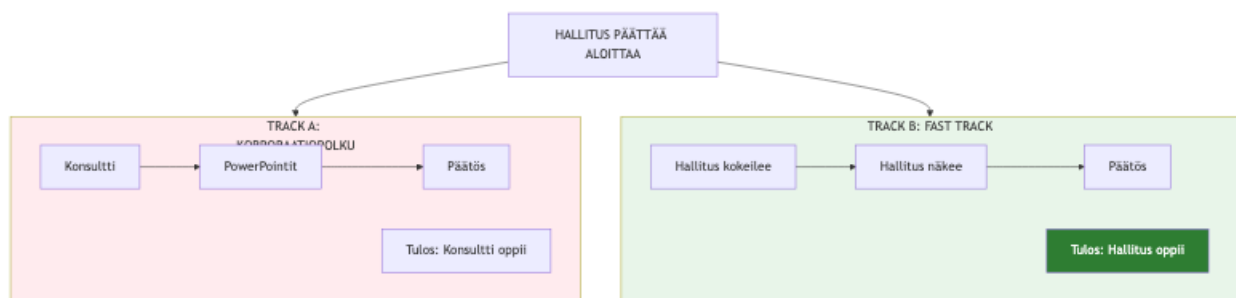 HALLITUS PÄÄTTÄÄ
ALOITTAA
TRACK A:
KORPORAATIOPOLKU
Konsultti
PowerPointit
Päätös
Tulos: Konsultti oppii
TRACK B: FAST TRACK
Hallitus kokeilee
Hallitus näkee
Päätös
Tulos: Hallitus oppii